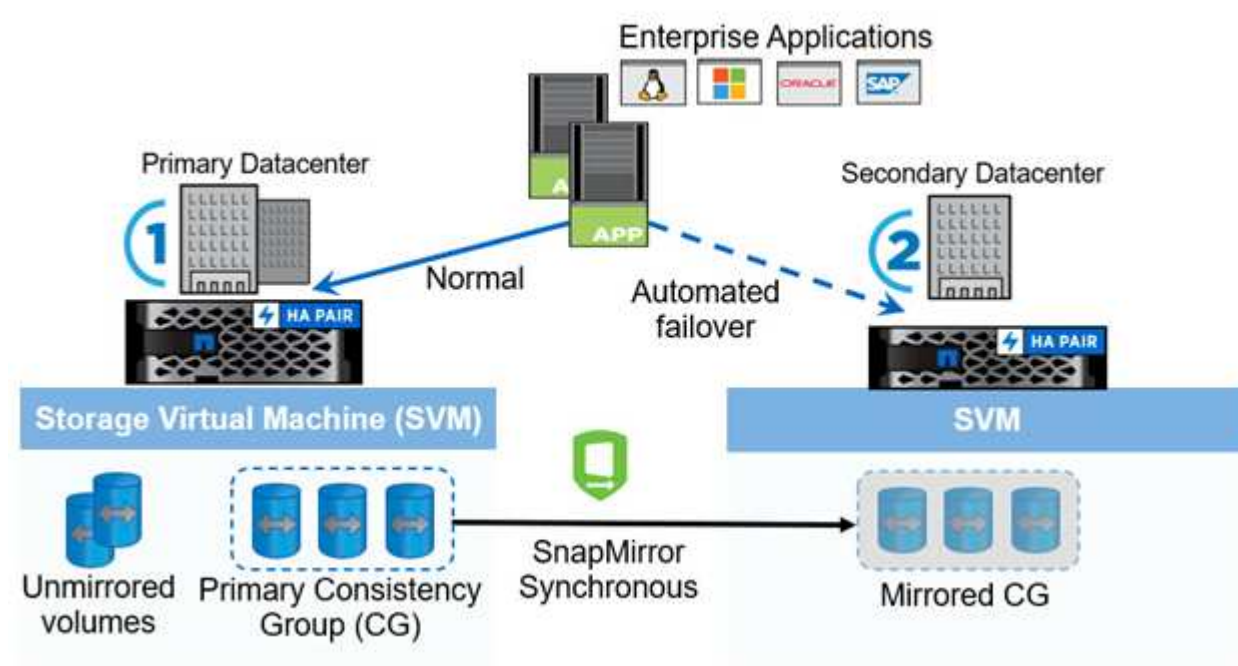 Enterprise Applications
ORACLE
SAP
Primary Datacenter
Secondary Datacenter
1
A
APP
2
Normal
Automated
failover
HA PAIR
HA PAIR
Storage Virtual Machine (SVM)
SVM
SnapMirror
Synchronous
Unmirrored
volumes
Primary Consistency
Group (CG)
Mirrored CG